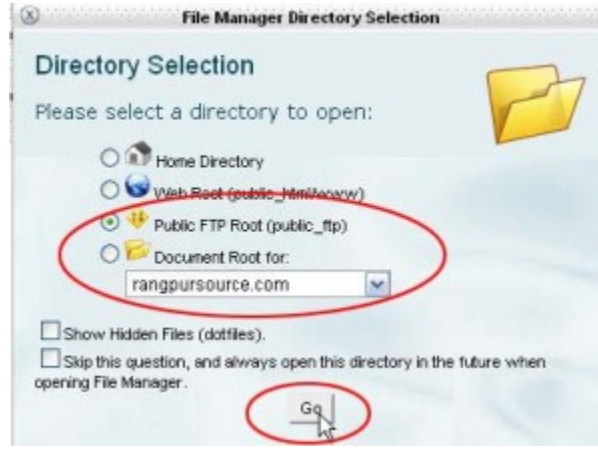 File Manager Directory Selection
Directory Selection
Please select a directory to open:
Home Directory
Web Root (public_html/www)
Public FTP Root (public_ftp)
Document Root for:
rangpursource.com
Show Hidden Files (dotfiles).
Skip this question, and always open this directory in the future when
opening File Manager.
Go